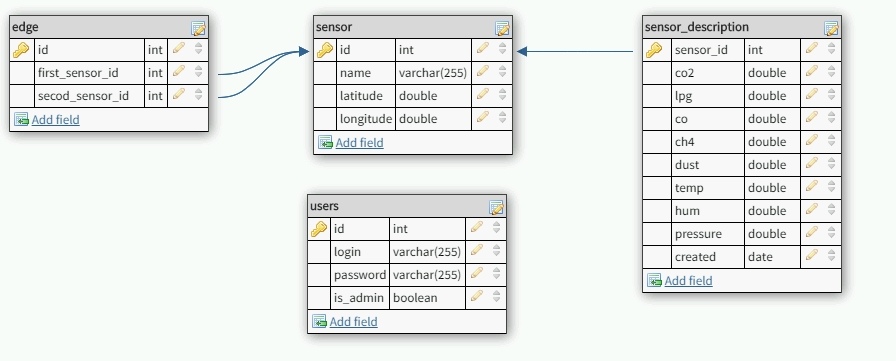 edge
id int
first_sensor_id int
secod_sensor_id int
Add field
sensor
id int
name varchar(255)
latitude double
longitude double
Add field
sensor_description
sensor_id int
co2 double
lpg double
co double
ch4 double
dust double
temp double
hum double
pressure double
created date
Add field
users
id int
login varchar(255)
password varchar(255)
is_admin boolean
Add field